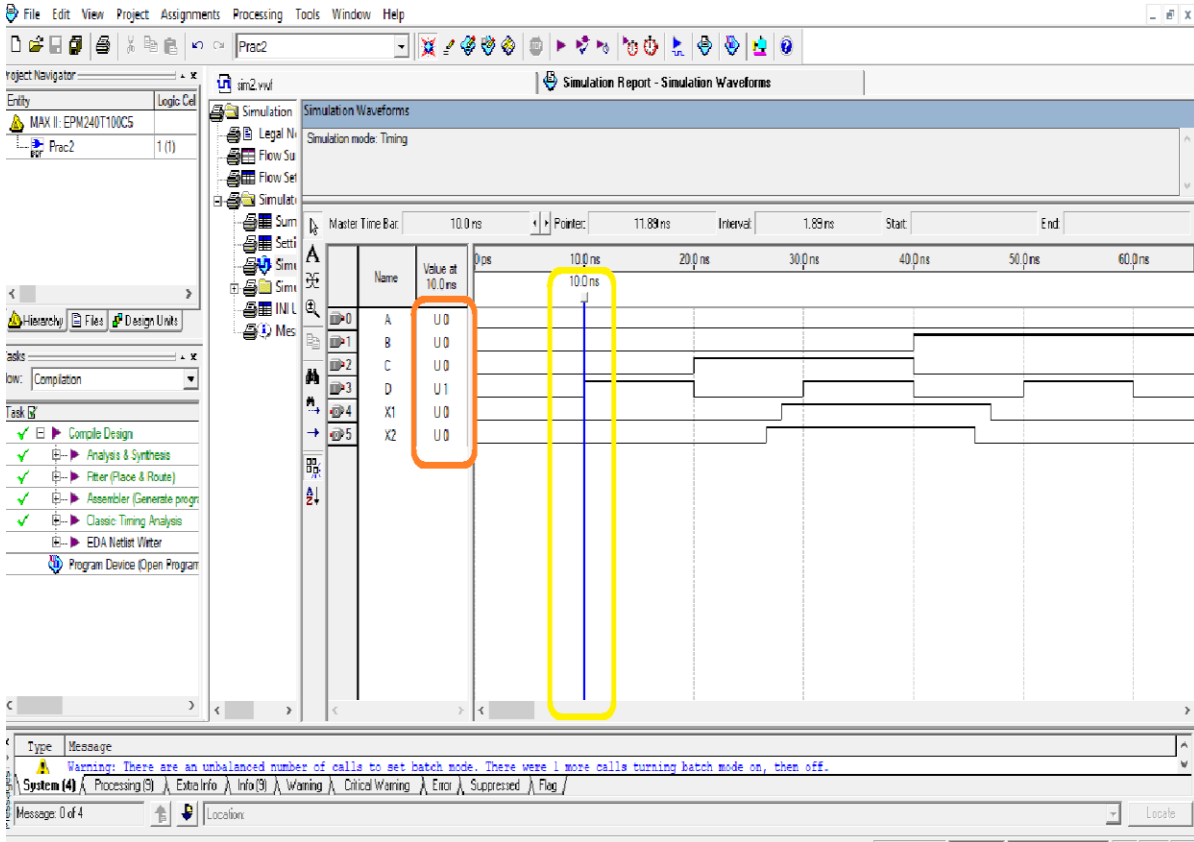 File Edit View Project Assignments Processing Tools Window Help
Prac2
Project Navigator
sim2.vwf
Simulation Report - Simulation Waveforms
Entity Logic Cel
MAX II: EPM240T100C5
Prac2 1 (1)
Simulation
Legal N
Flow Su
Flow Set
Simulati
Sum
Setti
Simu
Simu
INI U
Mes
Simulation Waveforms
Simulation mode: Timing
Master Time Bar: 10.0 ns Pointer: 11.89 ns Interval: 1.89 ns Start: End:
Name Value at 10.0 ns
0 ps 10.0 ns 20.0 ns 30.0 ns 40.0 ns 50.0 ns 60.0 ns
10.0 ns
0 A U 0
1 B U 0
2 C U 0
3 D U 1
4 X1 U 0
5 X2 U 0
Hierarchy Files Design Units
Tasks
Flow: Compilation
Task
Compile Design
Analysis & Synthesis
Fitter (Place & Route)
Assembler (Generate progra
Classic Timing Analysis
EDA Netlist Writer
Program Device (Open Program
Type Message
Warning: There are an unbalanced number of calls to set batch mode. There were 1 more calls turning batch mode on, then off.
System (4) Processing (9) Extra Info Info (9) Warning Critical Warning Error Suppressed Flag
Message: 0 of 4 Location: Locate